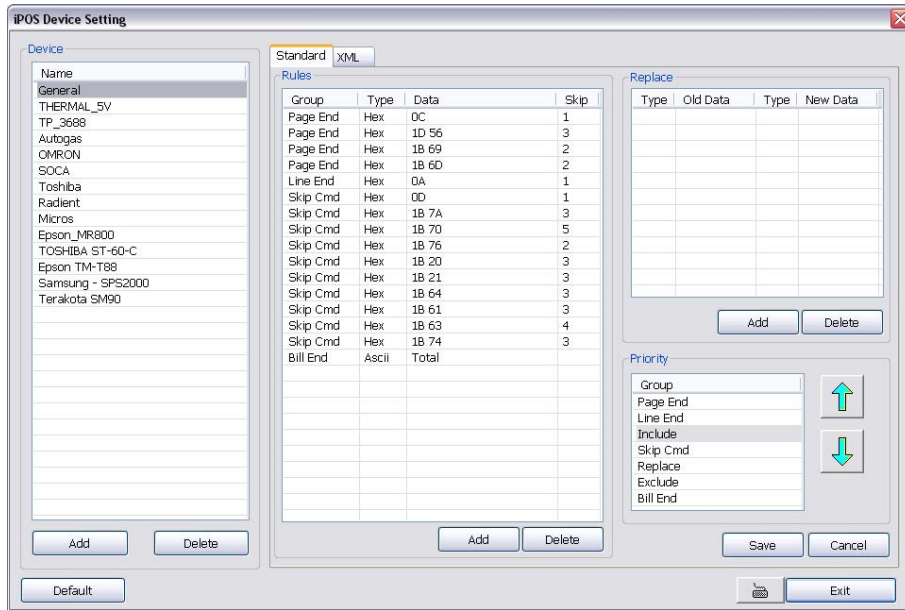 iPOS Device Setting
Device
Name
General
THERMAL_5V
TP_3688
Autogas
OMRON
SOCA
Toshiba
Radient
Micros
Epson_MR800
TOSHIBA ST-60-C
Epson TM-T88
Samsung - SPS2000
Terakota SM90
Add Delete
Default
Standard XML
Rules
Group Type Data Skip
Page End Hex 0C 1
Page End Hex 1D 56 3
Page End Hex 1B 69 2
Page End Hex 1B 6D 2
Line End Hex 0A 1
Skip Cmd Hex 0D 1
Skip Cmd Hex 1B 7A 3
Skip Cmd Hex 1B 70 5
Skip Cmd Hex 1B 76 2
Skip Cmd Hex 1B 20 3
Skip Cmd Hex 1B 21 3
Skip Cmd Hex 1B 64 3
Skip Cmd Hex 1B 61 3
Skip Cmd Hex 1B 63 4
Skip Cmd Hex 1B 74 3
Bill End Ascii Total
Add Delete
Replace
Type Old Data Type New Data
Add Delete
Priority
Group
Page End
Line End
Include
Skip Cmd
Replace
Exclude
Bill End
Save Cancel
Exit